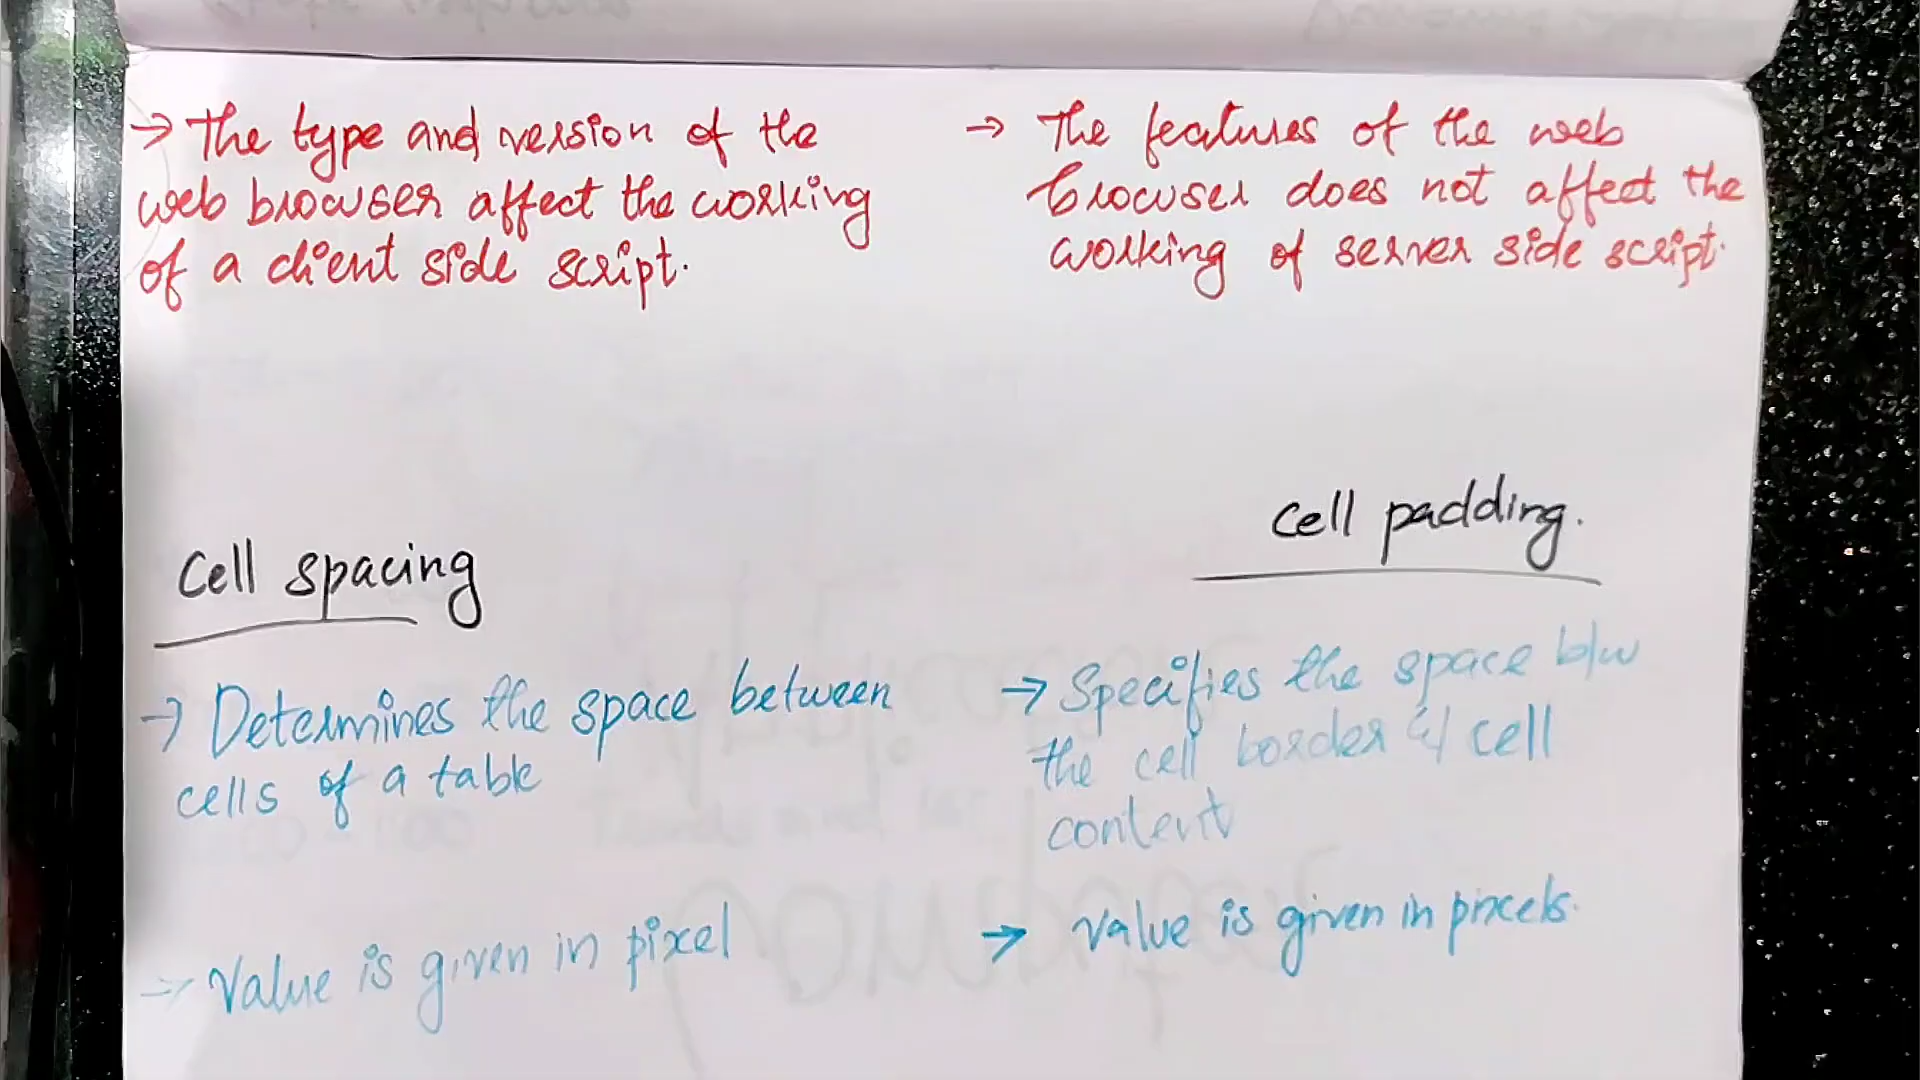 → The type and version of the
web browser affect the working
of a client side script.
→ The features of the web
browser does not affect the
working of server side script.
Cell spacing
→ Determines the space between
cells of a table
→ Value is given in pixel
Cell padding.
→ Specifies the space b/w
the cell border & cell
content
→ Value is given in pixels.